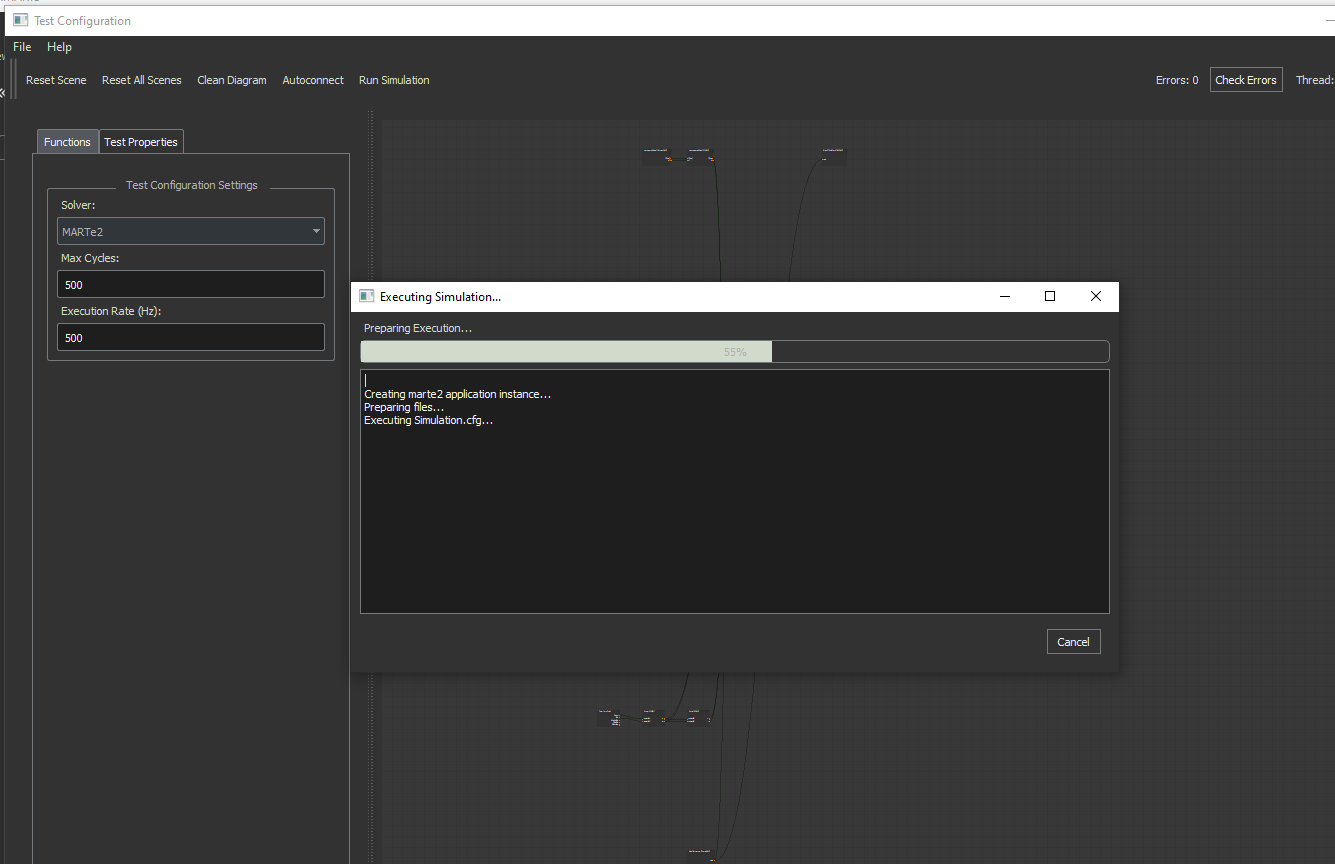 Test Configuration
File Help
Reset Scene Reset All Scenes Clean Diagram Autoconnect Run Simulation
Errors: 0 Check Errors Thread:
Functions Test Properties
Test Configuration Settings
Solver:
MARTe2
Max Cycles:
500
Execution Rate (Hz):
500
Executing Simulation...
Preparing Execution...
55%
Creating marte2 application instance...
Preparing files...
Executing Simulation.cfg...
Cancel